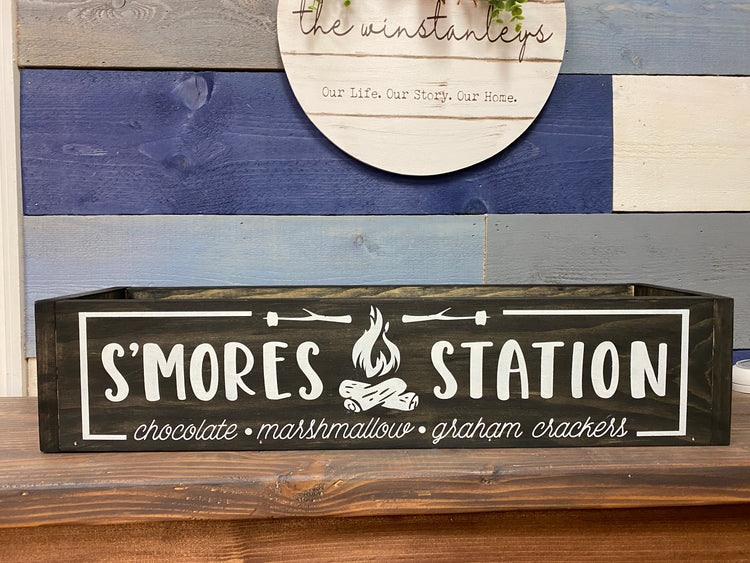 the winstanleys
Our Life. Our Story. Our Home.
S'MORES STATION
chocolate • marshmallow • graham crackers